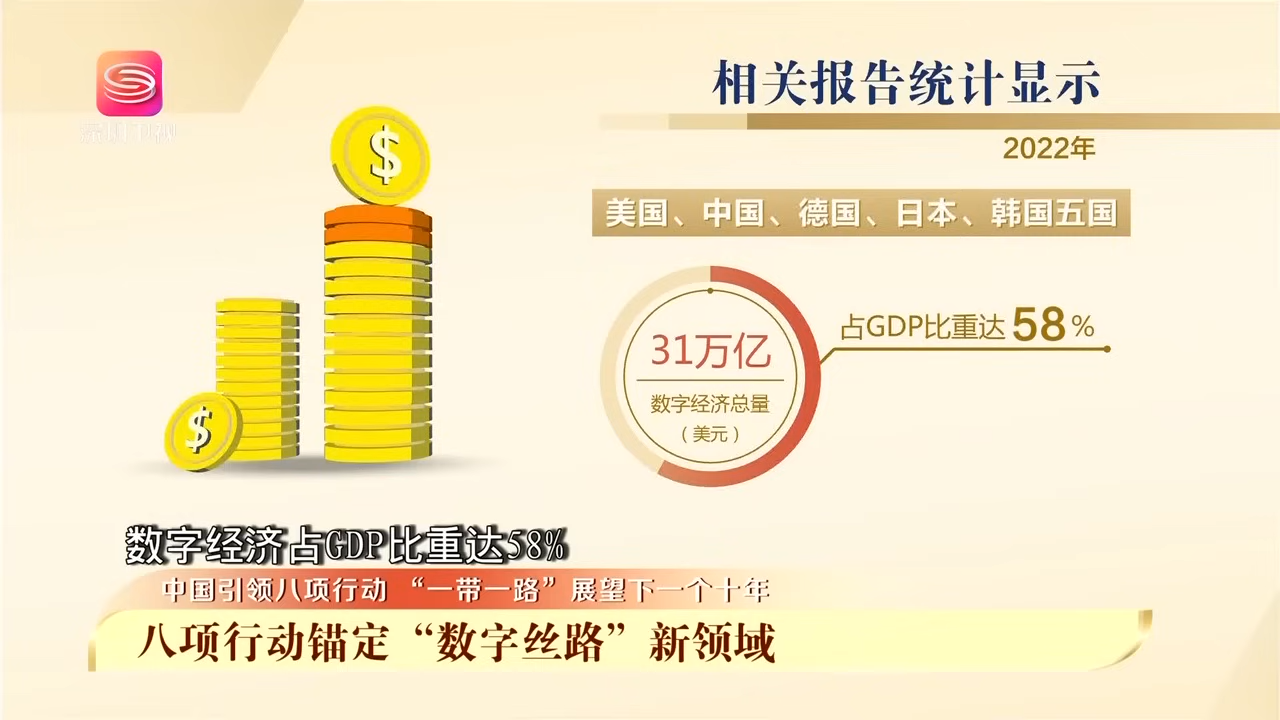 相关报告统计显示
2022年
美国、中国、德国、日本、韩国五国
31万亿
数字经济总量
（美元）
占GDP比重达58%
$
$
数字经济占GDP比重达58%
中国引领八项行动 “一带一路”展望下一个十年
八项行动锚定“数字丝路”新领域